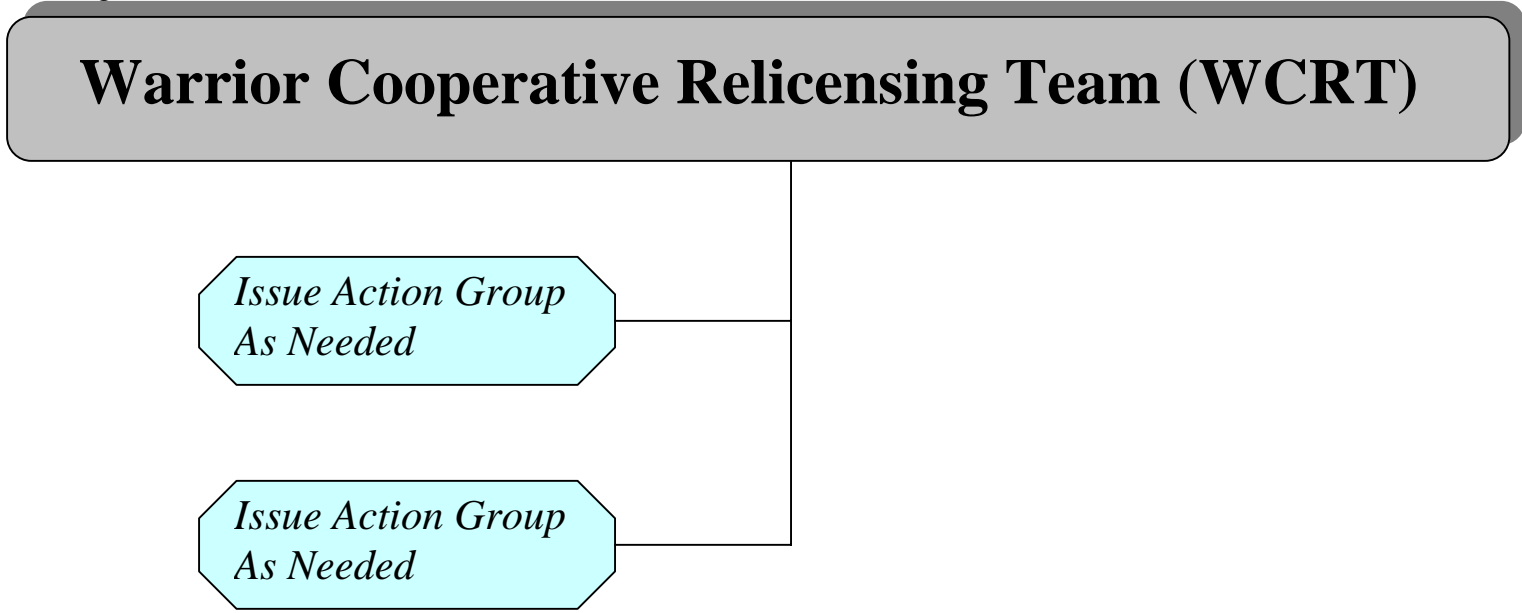 Warrior Cooperative Relicensing Team (WCRT)
Issue Action Group
As Needed
Issue Action Group
As Needed